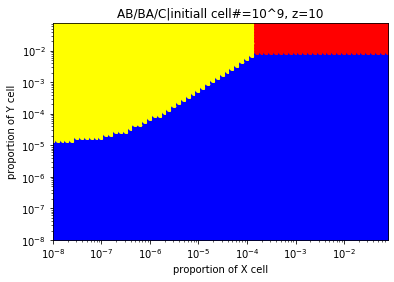 AB/BA/C|initiall cell#=10^9, z=10
proportion of Y cell
10⁻²
10⁻³
10⁻⁴
10⁻⁵
10⁻⁶
10⁻⁷
10⁻⁸
10⁻⁸ 10⁻⁷ 10⁻⁶ 10⁻⁵ 10⁻⁴ 10⁻³ 10⁻²
proportion of X cell